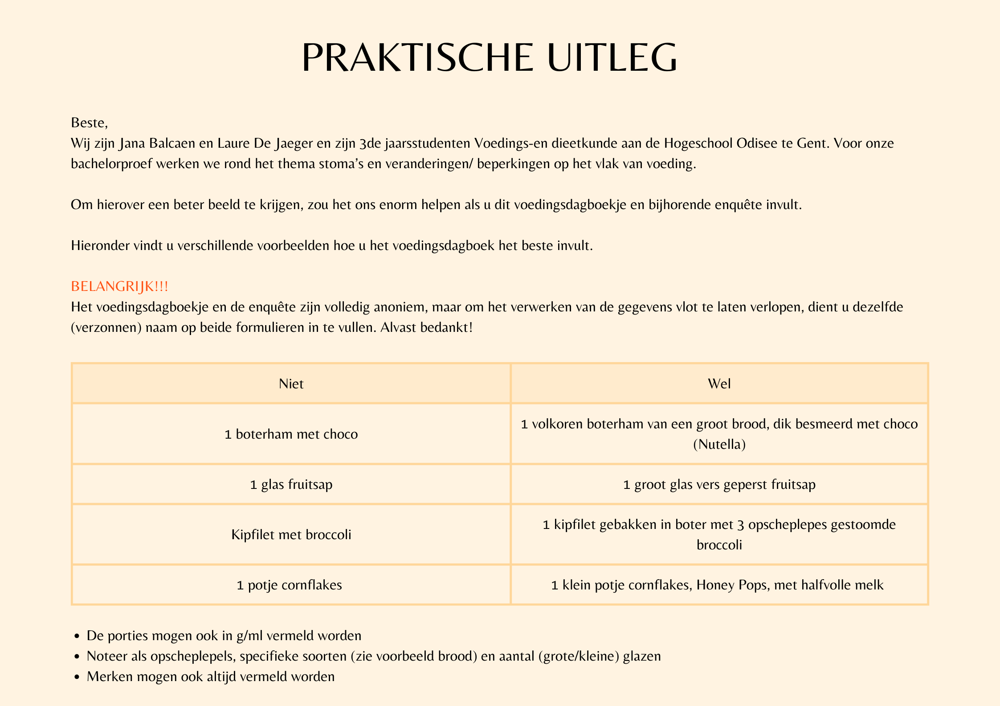 PRAKTISCHE UITLEG
Beste,
Wij zijn Jana Balcaen en Laure De Jaeger en zijn 3de jaarsstudenten Voedings-en dieetkunde aan de Hogeschool Odisee te Gent. Voor onze
bachelorproef werken we rond het thema stoma’s en veranderingen/ beperkingen op het vlak van voeding.
Om hierover een beter beeld te krijgen, zou het ons enorm helpen als u dit voedingsdagboekje en bijhorende enquête invult.
Hieronder vindt u verschillende voorbeelden hoe u het voedingsdagboek het beste invult.
BELANGRIJK!!!
Het voedingsdagboekje en de enquête zijn volledig anoniem, maar om het verwerken van de gegevens vlot te laten verlopen, dient u dezelfde
(verzonnen) naam op beide formulieren in te vullen. Alvast bedankt!
Niet
Wel
1 boterham met choco
1 volkoren boterham van een groot brood, dik besmeerd met choco
(Nutella)
1 glas fruitsap
1 groot glas vers geperst fruitsap
Kipfilet met broccoli
1 kipfilet gebakken in boter met 3 opscheplepes gestoomde
broccoli
1 potje cornflakes
1 klein potje cornflakes, Honey Pops, met halfvolle melk
• De porties mogen ook in g/ml vermeld worden
• Noteer als opscheplepels, specifieke soorten (zie voorbeeld brood) en aantal (grote/kleine) glazen
• Merken mogen ook altijd vermeld worden